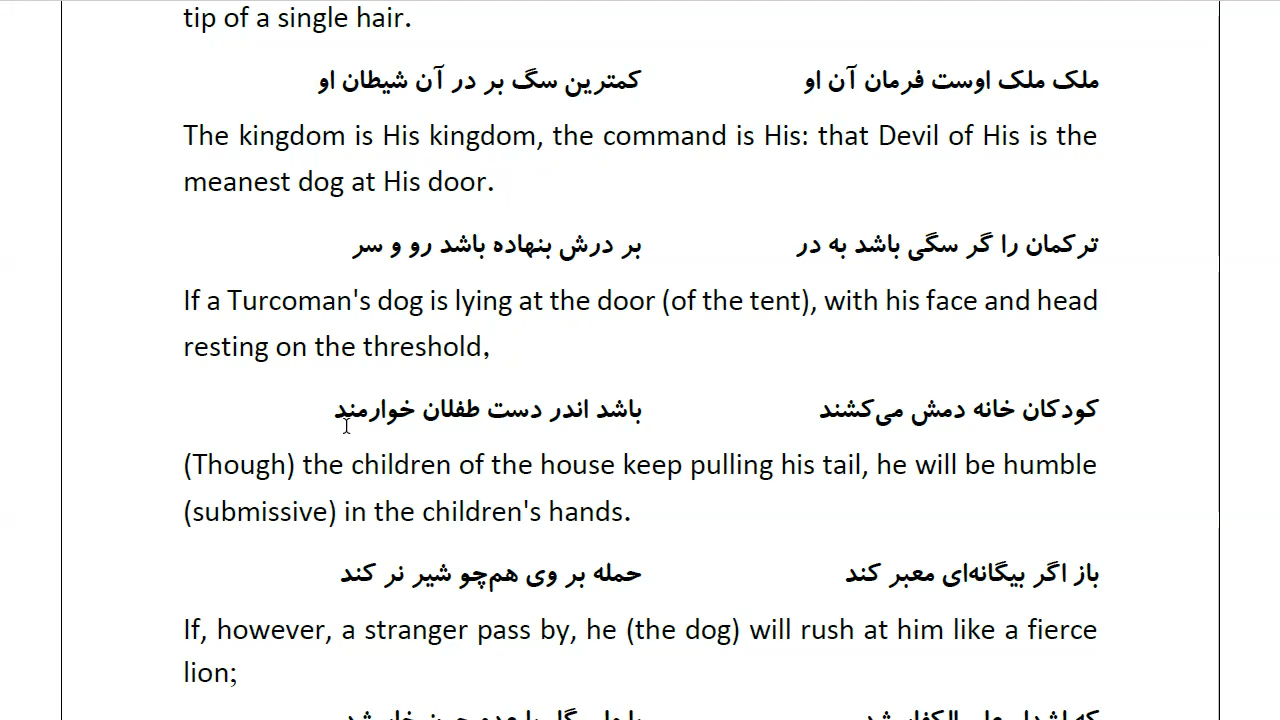 tip of a single hair.
ملک ملک اوست فرمان آن او کمترین سگ بر در آن شیطان او
The kingdom is His kingdom, the command is His: that Devil of His is the
meanest dog at His door.
ترکمان را گر سگی باشد به در بر درش بنهاده باشد رو و سر
If a Turcoman's dog is lying at the door (of the tent), with his face and head
resting on the threshold,
کودکان خانه دمش می‌کشند باشد اندر دست طفلان خوارمند
(Though) the children of the house keep pulling his tail, he will be humble
(submissive) in the children's hands.
باز اگر بیگانه‌ای معبر کند حمله بر وی هم‌چو شیر نر کند
If, however, a stranger pass by, he (the dog) will rush at him like a fierce
lion;